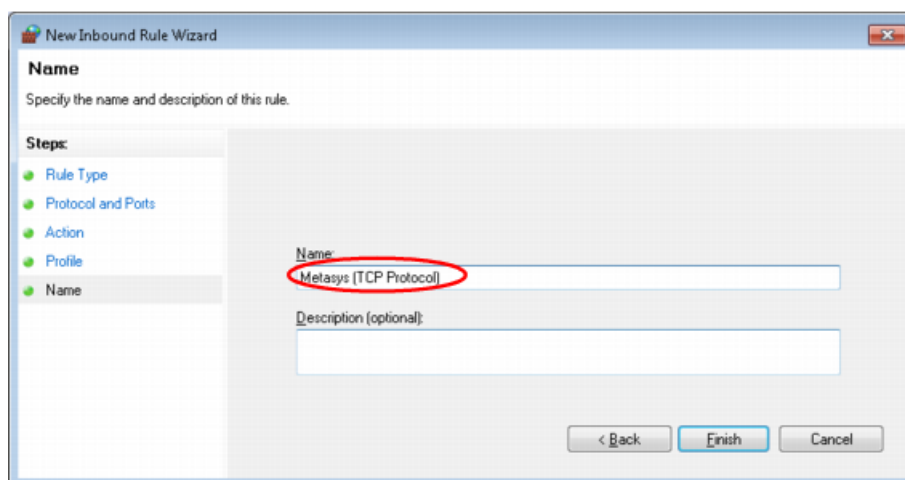 New Inbound Rule Wizard
Name
Specify the name and description of this rule.
Steps:
Rule Type
Protocol and Ports
Action
Profile
Name
Name:
Metasys (TCP Protocol)
Description (optional):
< Back
Finish
Cancel